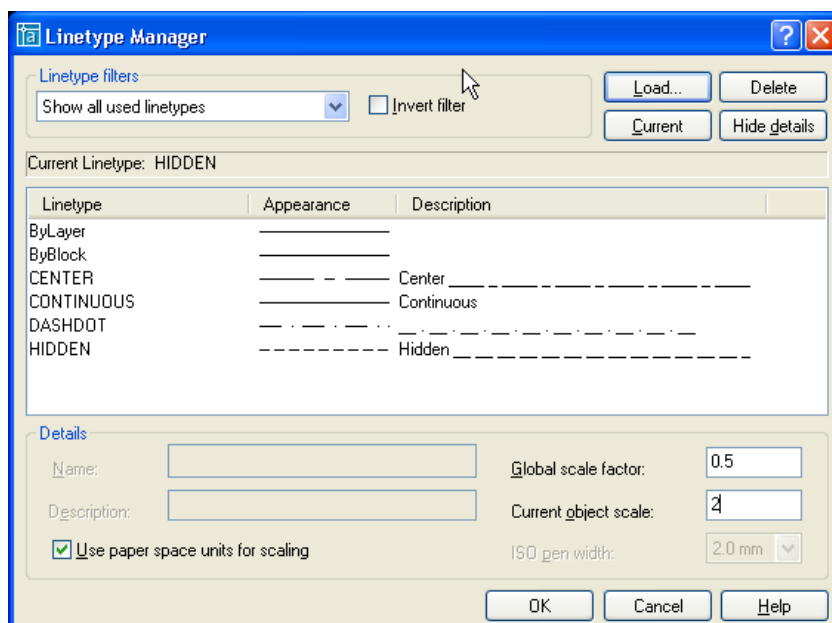 Linetype Manager
Linetype filters
Show all used linetypes
Invert filter
Load...
Delete
Current
Hide details
Current Linetype: HIDDEN
Linetype Appearance Description
ByLayer
ByBlock
CENTER Center
CONTINUOUS Continuous
DASHDOT
HIDDEN Hidden
Details
Name:
Description:
Use paper space units for scaling
Global scale factor: 0.5
Current object scale: 2
ISO pen width: 2.0 mm
OK Cancel Help